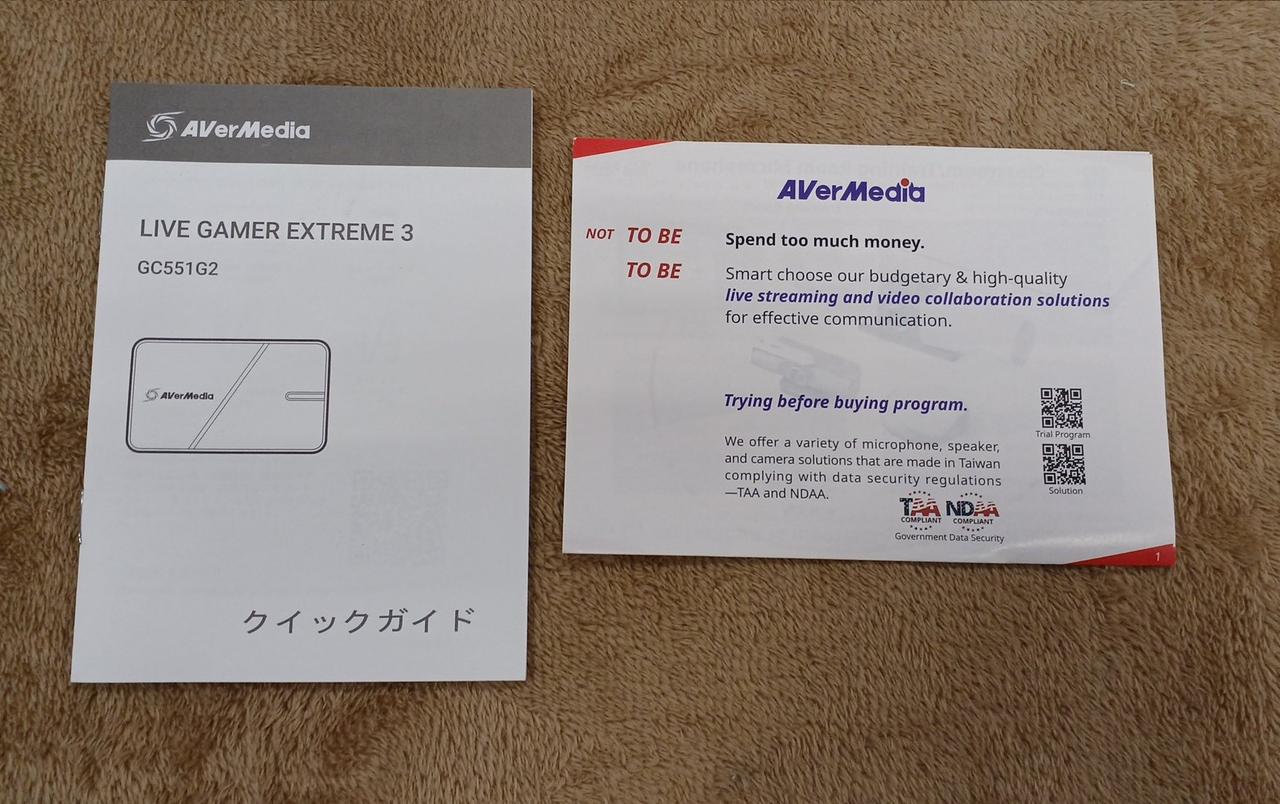 AVerMedia
LIVE GAMER EXTREME 3
GC551G2
AVerMedia
クイックガイド
AVerMedia
NOT TO BE Spend too much money.
TO BE Smart choose our budgetary & high-quality
live streaming and video collaboration solutions
for effective communication.
Trying before buying program.
We offer a variety of microphone, speaker,
and camera solutions that are made in Taiwan
complying with data security regulations
—TAA and NDAA.
Trial Program
Solution
TAA NDAA
COMPLIANT COMPLIANT
Government Data Security
1